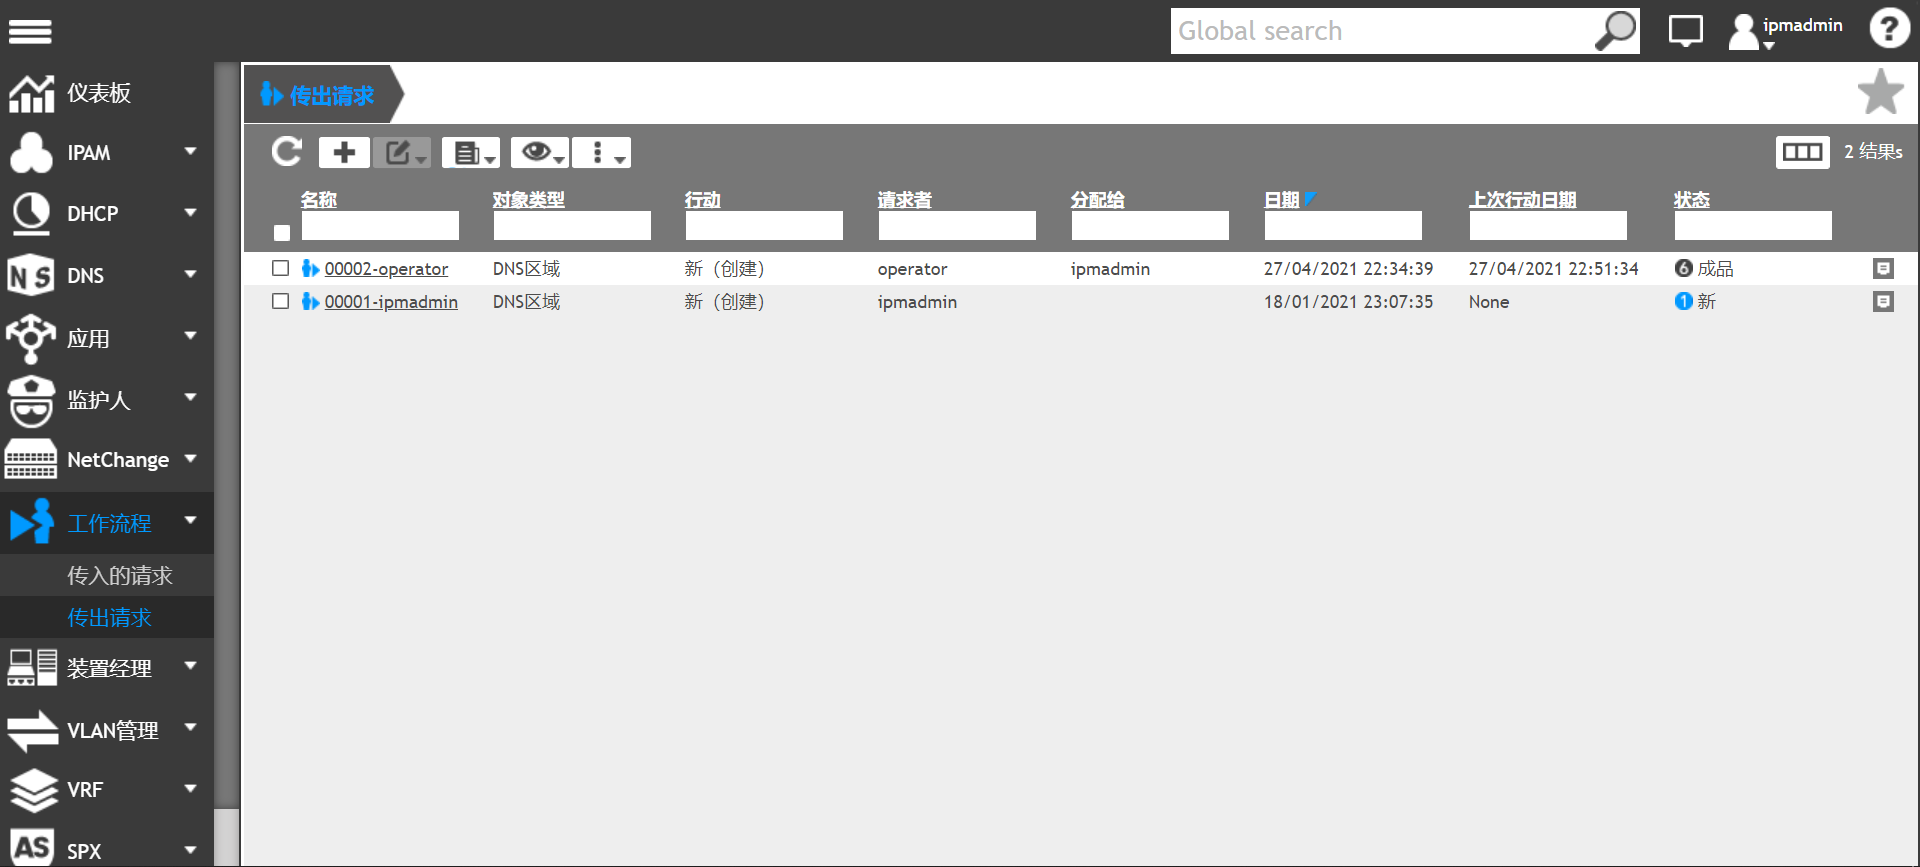 Global search
ipmadmin
?
仪表板
IPAM
DHCP
NS
DNS
应用
监护人
NetChange
工作流程
传入的请求
传出请求
装置经理
VLAN管理
VRF
AS
SPX
传出请求
2 结果s
名称 对象类型 行动 请求者 分配给 日期 上次行动日期 状态
00002-operator DNS区域 新（创建） operator ipmadmin 27/04/2021 22:34:39 27/04/2021 22:51:34 6 成品
00001-ipmadmin DNS区域 新（创建） ipmadmin 18/01/2021 23:07:35 None 1 新